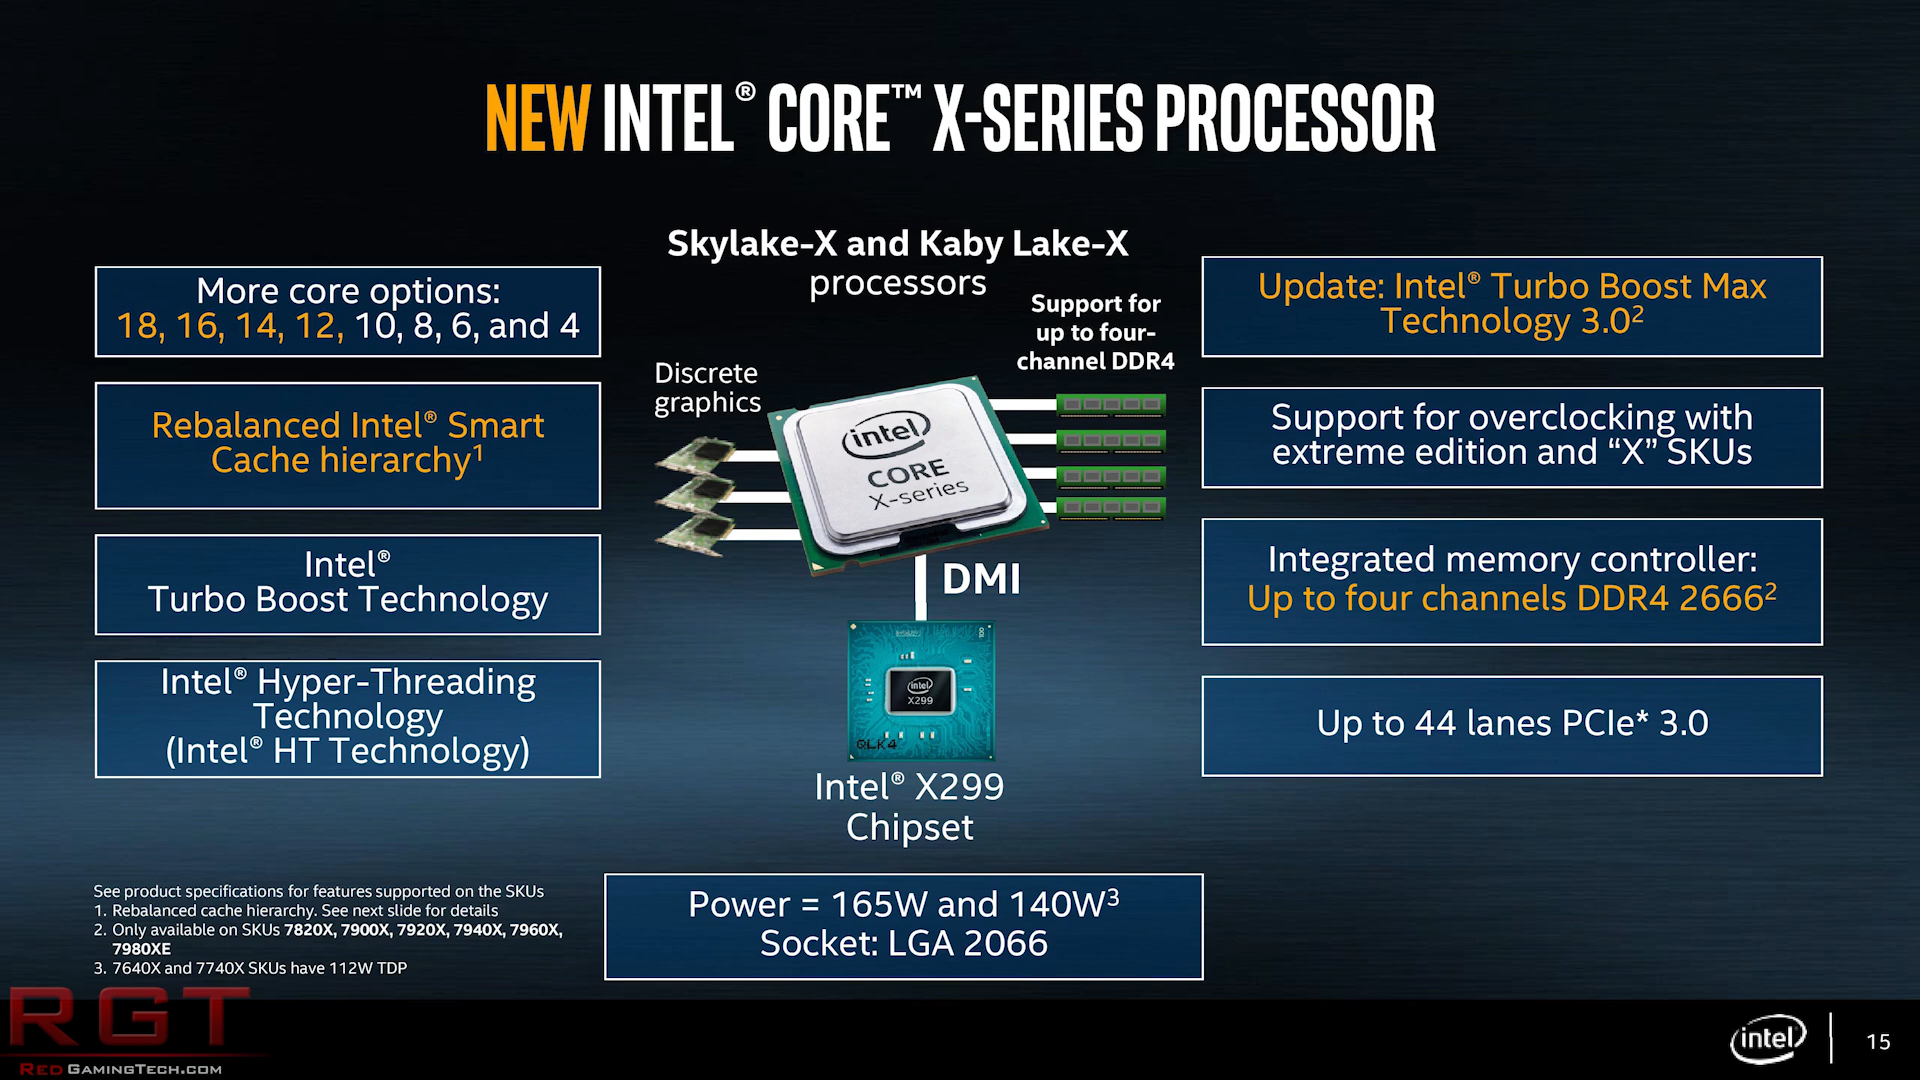 NEW INTEL® CORE™ X-SERIES PROCESSOR
Skylake-X and Kaby Lake-X
processors
More core options:
18, 16, 14, 12, 10, 8, 6, and 4
Rebalanced Intel® Smart
Cache hierarchy¹
Intel®
Turbo Boost Technology
Intel® Hyper-Threading
Technology
(Intel® HT Technology)
Discrete
graphics
Support for
up to four-
channel DDR4
intel
CORE
X-series
DMI
intel
X299
QLK4
Intel® X299
Chipset
Update: Intel® Turbo Boost Max
Technology 3.0²
Support for overclocking with
extreme edition and “X” SKUs
Integrated memory controller:
Up to four channels DDR4 2666²
Up to 44 lanes PCIe* 3.0
Power = 165W and 140W³
Socket: LGA 2066
See product specifications for features supported on the SKUs
1. Rebalanced cache hierarchy. See next slide for details
2. Only available on SKUs 7820X, 7900X, 7920X, 7940X, 7960X,
7980XE
3. 7640X and 7740X SKUs have 112W TDP
RGT
REDGAMINGTECH.COM
intel
15